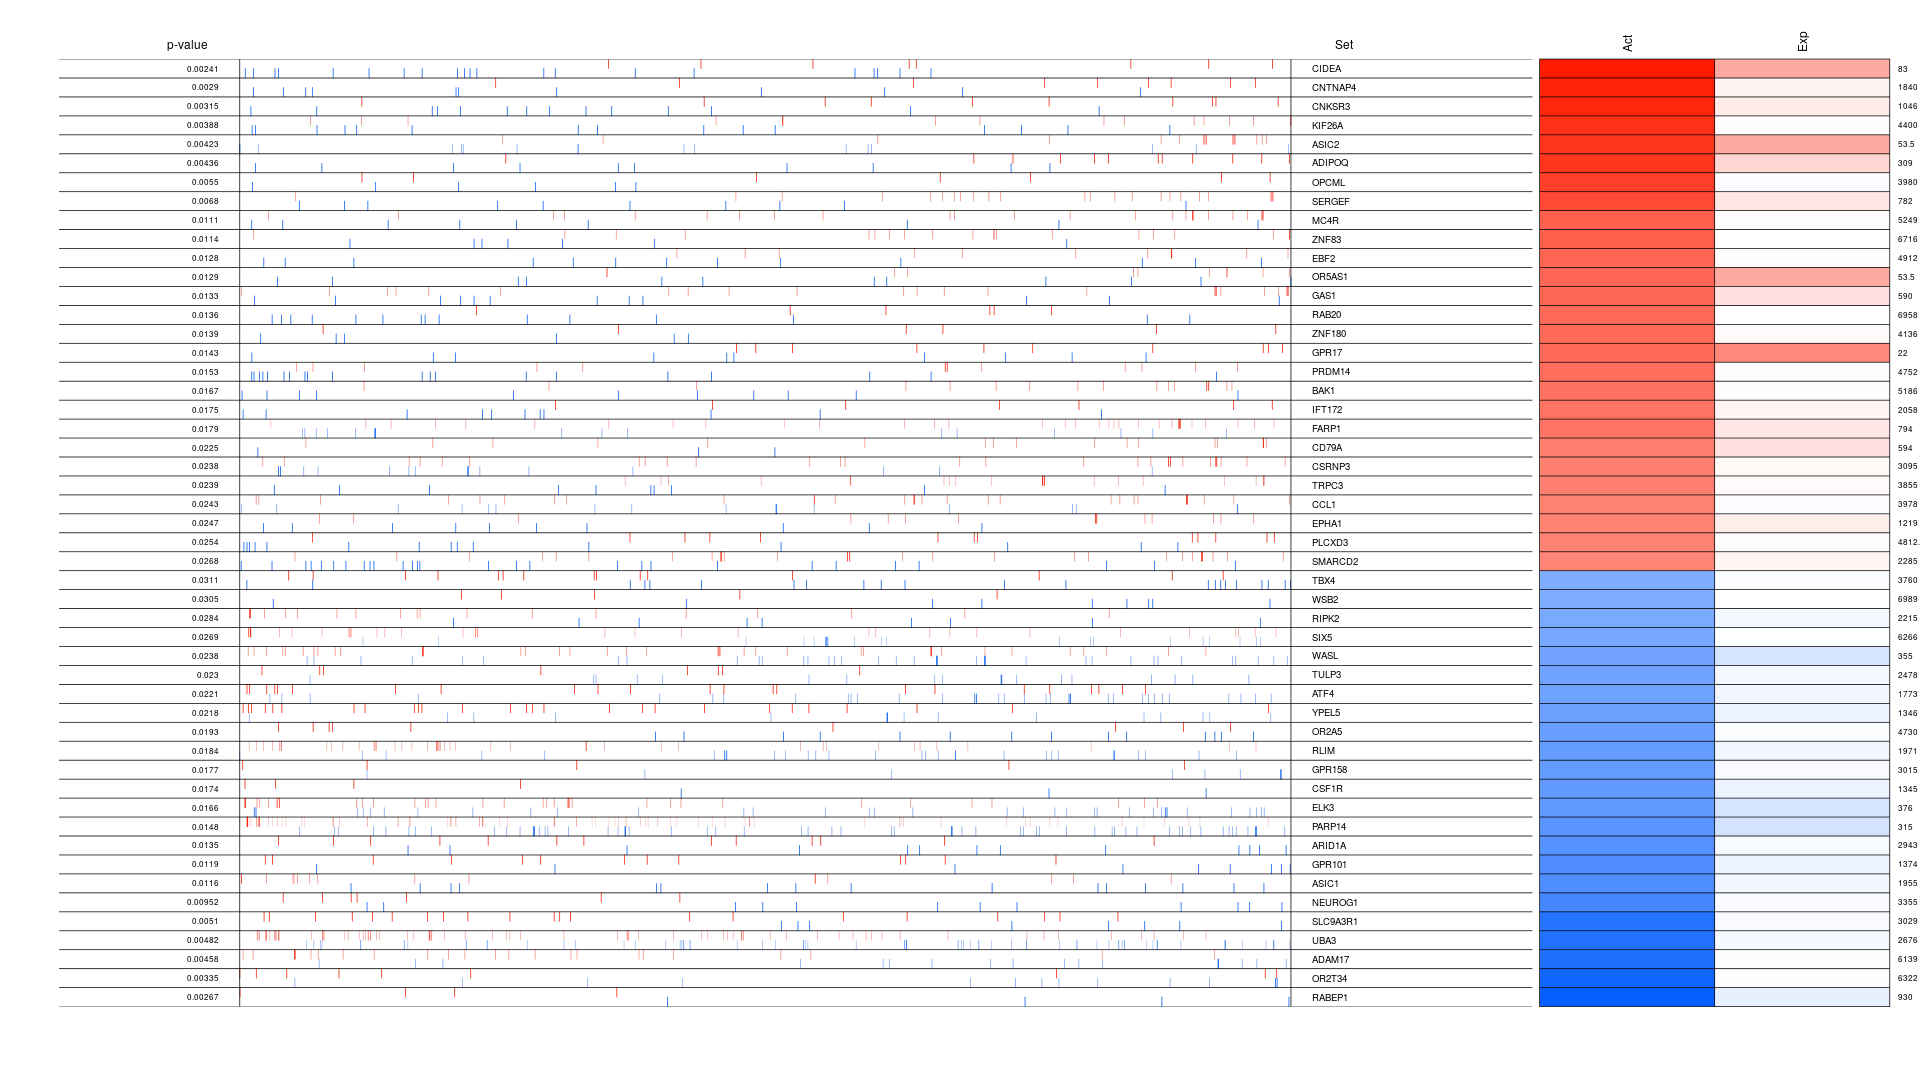 p-value Set Act Exp
0.00241 CIDEA 83
0.0029 CNTNAP4 1840
0.00315 CNKSR3 1046
0.00388 KIF26A 4400
0.00423 ASIC2 53.5
0.00436 ADIPOQ 309
0.0055 OPCML 3980
0.0068 SERGEF 782
0.0111 MC4R 5249
0.0114 ZNF83 6716
0.0128 EBF2 4912
0.0129 OR5AS1 53.5
0.0133 GAS1 590
0.0136 RAB20 6958
0.0139 ZNF180 4136
0.0143 GPR17 22
0.0153 PRDM14 4752
0.0167 BAK1 5186
0.0175 IFT172 2058
0.0179 FARP1 794
0.0225 CD79A 594
0.0238 CSRNP3 3095
0.0239 TRPC3 3855
0.0243 CCL1 3978
0.0247 EPHA1 1219
0.0254 PLCXD3 4812.
0.0268 SMARCD2 2285
0.0311 TBX4 3760
0.0305 WSB2 6989
0.0284 RIPK2 2215
0.0269 SIX5 6266
0.0238 WASL 355
0.023 TULP3 2478
0.0221 ATF4 1773
0.0218 YPEL5 1346
0.0193 OR2A5 4730
0.0184 RLIM 1971
0.0177 GPR158 3015
0.0174 CSF1R 1345
0.0166 ELK3 376
0.0148 PARP14 315
0.0135 ARID1A 2943
0.0119 GPR101 1374
0.0116 ASIC1 1955
0.00952 NEUROG1 3355
0.0051 SLC9A3R1 3029
0.00482 UBA3 2676
0.00458 ADAM17 6139
0.00335 OR2T34 6322
0.00267 RABEP1 930